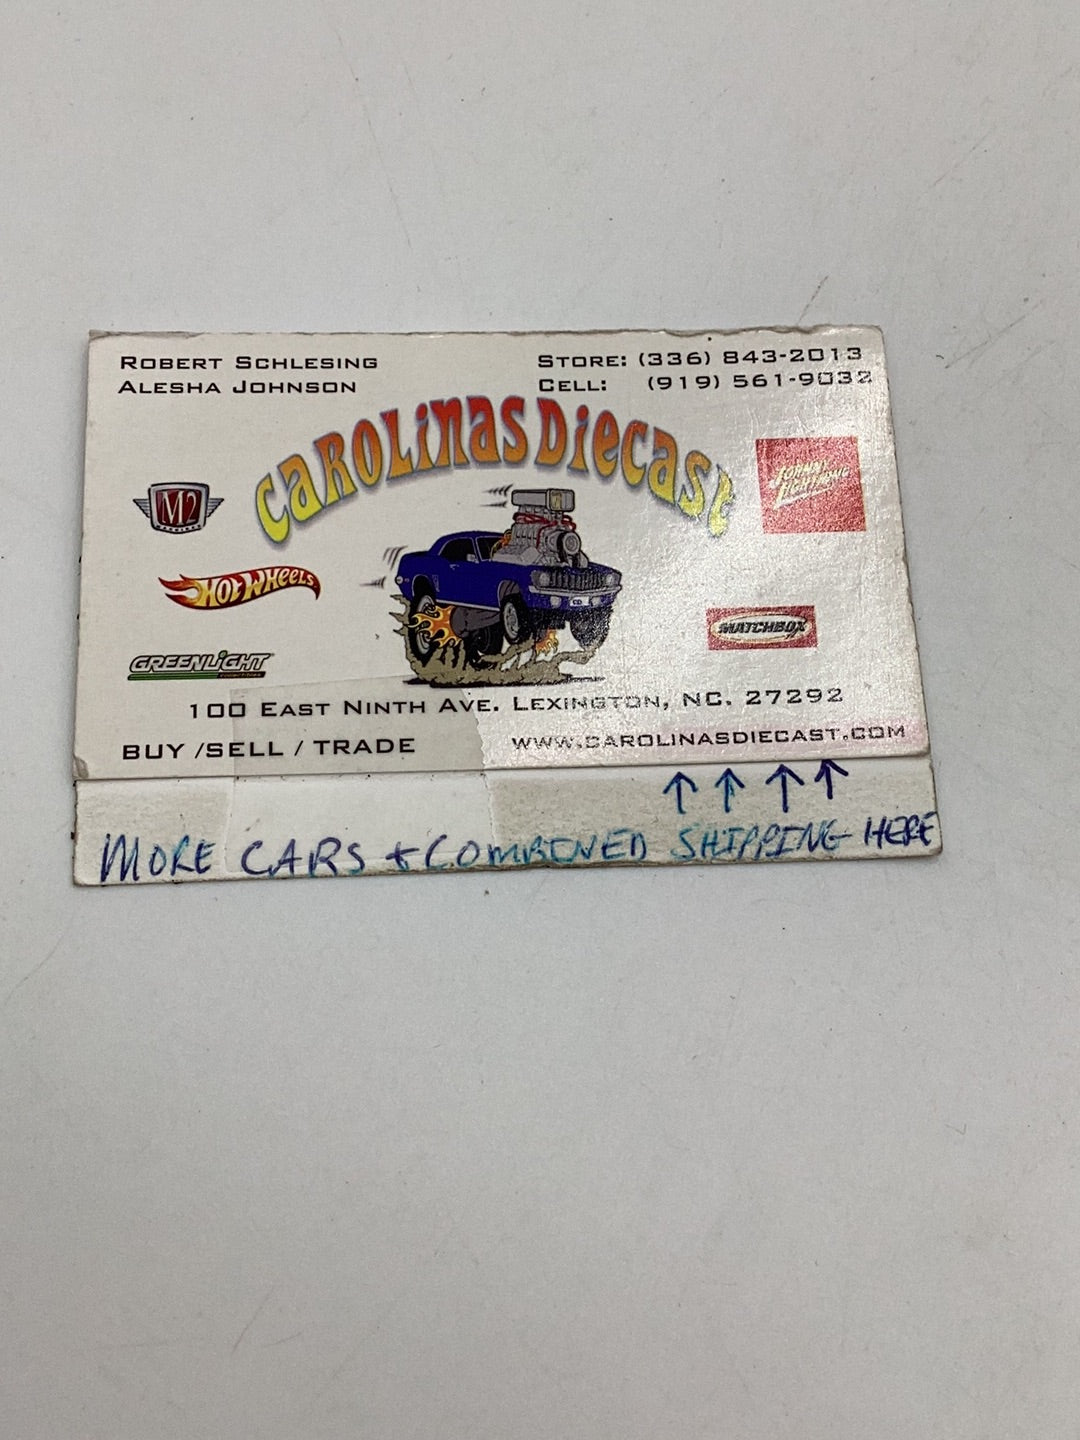 ROBERT SCHLESING
ALESHA JOHNSON
STORE: (336) 843-2013
CELL: (919) 561-9032
CAROLINAS DIECAST
M2
MACHINES
JOHNNY LIGHTNING
HOT WHEELS
MATCHBOX
GREENLIGHT
CD
100 EAST NINTH AVE. LEXINGTON, NC. 27292
BUY /SELL / TRADE
WWW.CAROLINASDIECAST.COM
↑ ↑ ↑ ↑
MORE CARS + COMBINED SHIPPING HERE